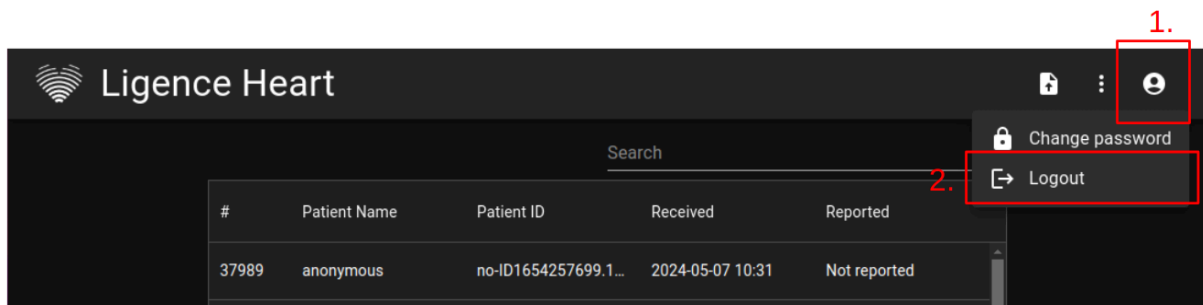 1.
Ligence Heart
Change password
Search
2. Logout
# Patient Name Patient ID Received Reported
37989 anonymous no-ID1654257699.1... 2024-05-07 10:31 Not reported